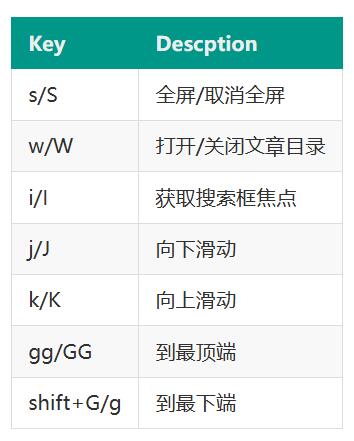 Key Descption
s/S 全屏/取消全屏
w/W 打开/关闭文章目录
i/I 获取搜索框焦点
j/J 向下滑动
k/K 向上滑动
gg/GG 到最顶端
shift+G/g 到最下端